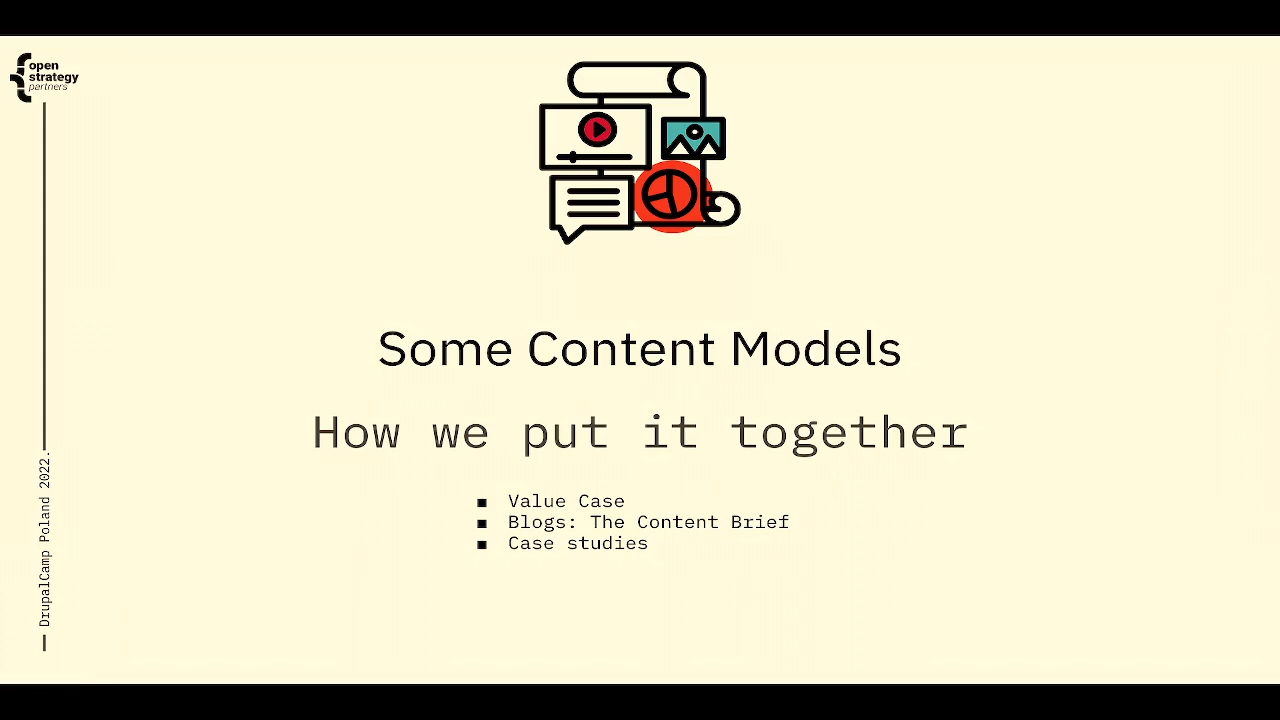 open
strategy
partners
Some Content Models
How we put it together
■ Value Case
■ Blogs: The Content Brief
■ Case studies
— DrupalCamp Poland 2022.